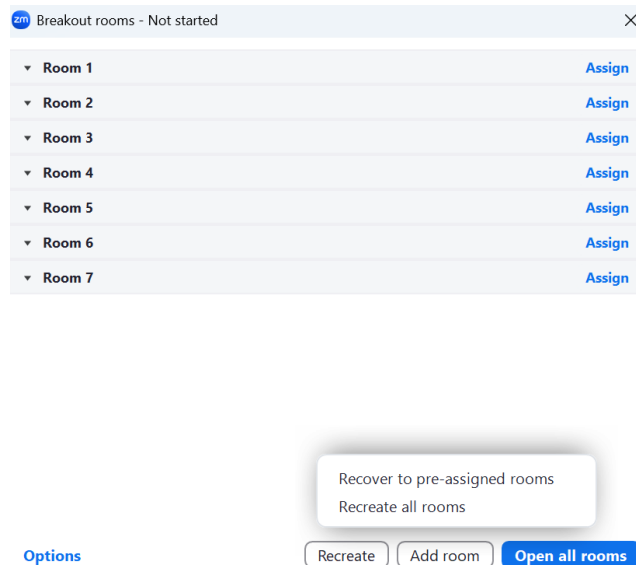 zm Breakout rooms - Not started
Room 1 Assign
Room 2 Assign
Room 3 Assign
Room 4 Assign
Room 5 Assign
Room 6 Assign
Room 7 Assign
Recover to pre-assigned rooms
Recreate all rooms
Options Recreate Add room Open all rooms